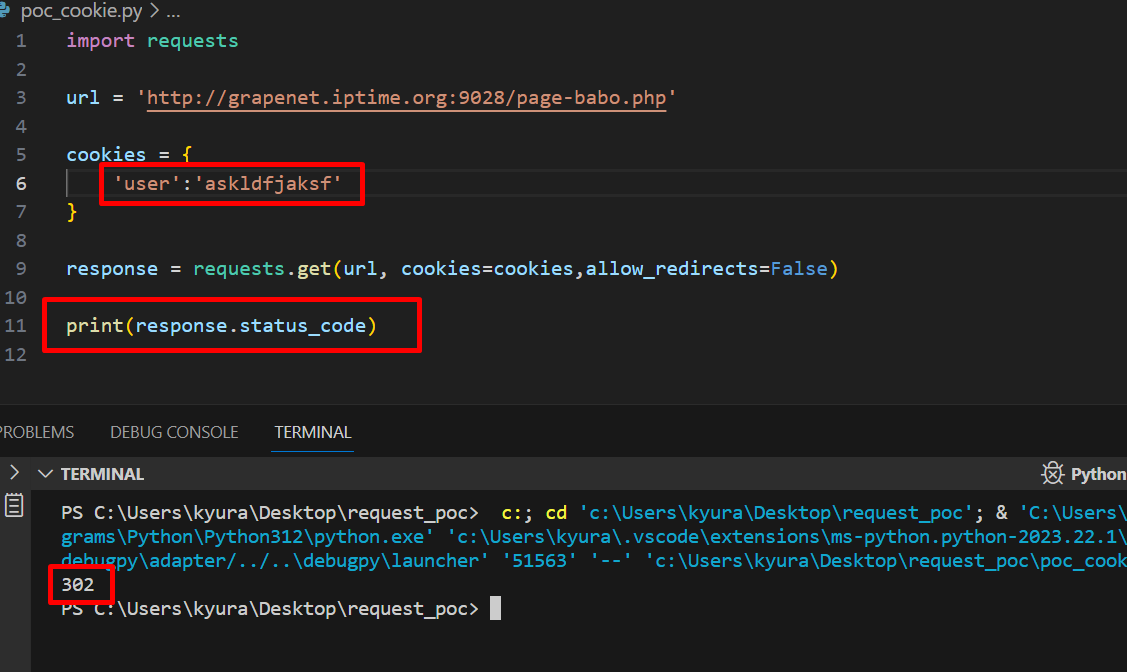 poc_cookie.py > ...
1 import requests
2
3 url = 'http://grapenet.iptime.org:9028/page-babo.php'
4
5 cookies = {
6 'user':'askldfjaksf'
7 }
8
9 response = requests.get(url, cookies=cookies,allow_redirects=False)
10
11 print(response.status_code)
12
PROBLEMS DEBUG CONSOLE TERMINAL
TERMINAL Python
PS C:\Users\kyura\Desktop\request_poc> c:; cd 'c:\Users\kyura\Desktop\request_poc'; & 'C:\Users\
grams\Python\Python312\python.exe' 'c:\Users\kyura\.vscode\extensions\ms-python.python-2023.22.1\
debugpy\adapter/../..\debugpy\launcher' '51563' '--' 'c:\Users\kyura\Desktop\request_poc\poc_cook
302
PS C:\Users\kyura\Desktop\request_poc>